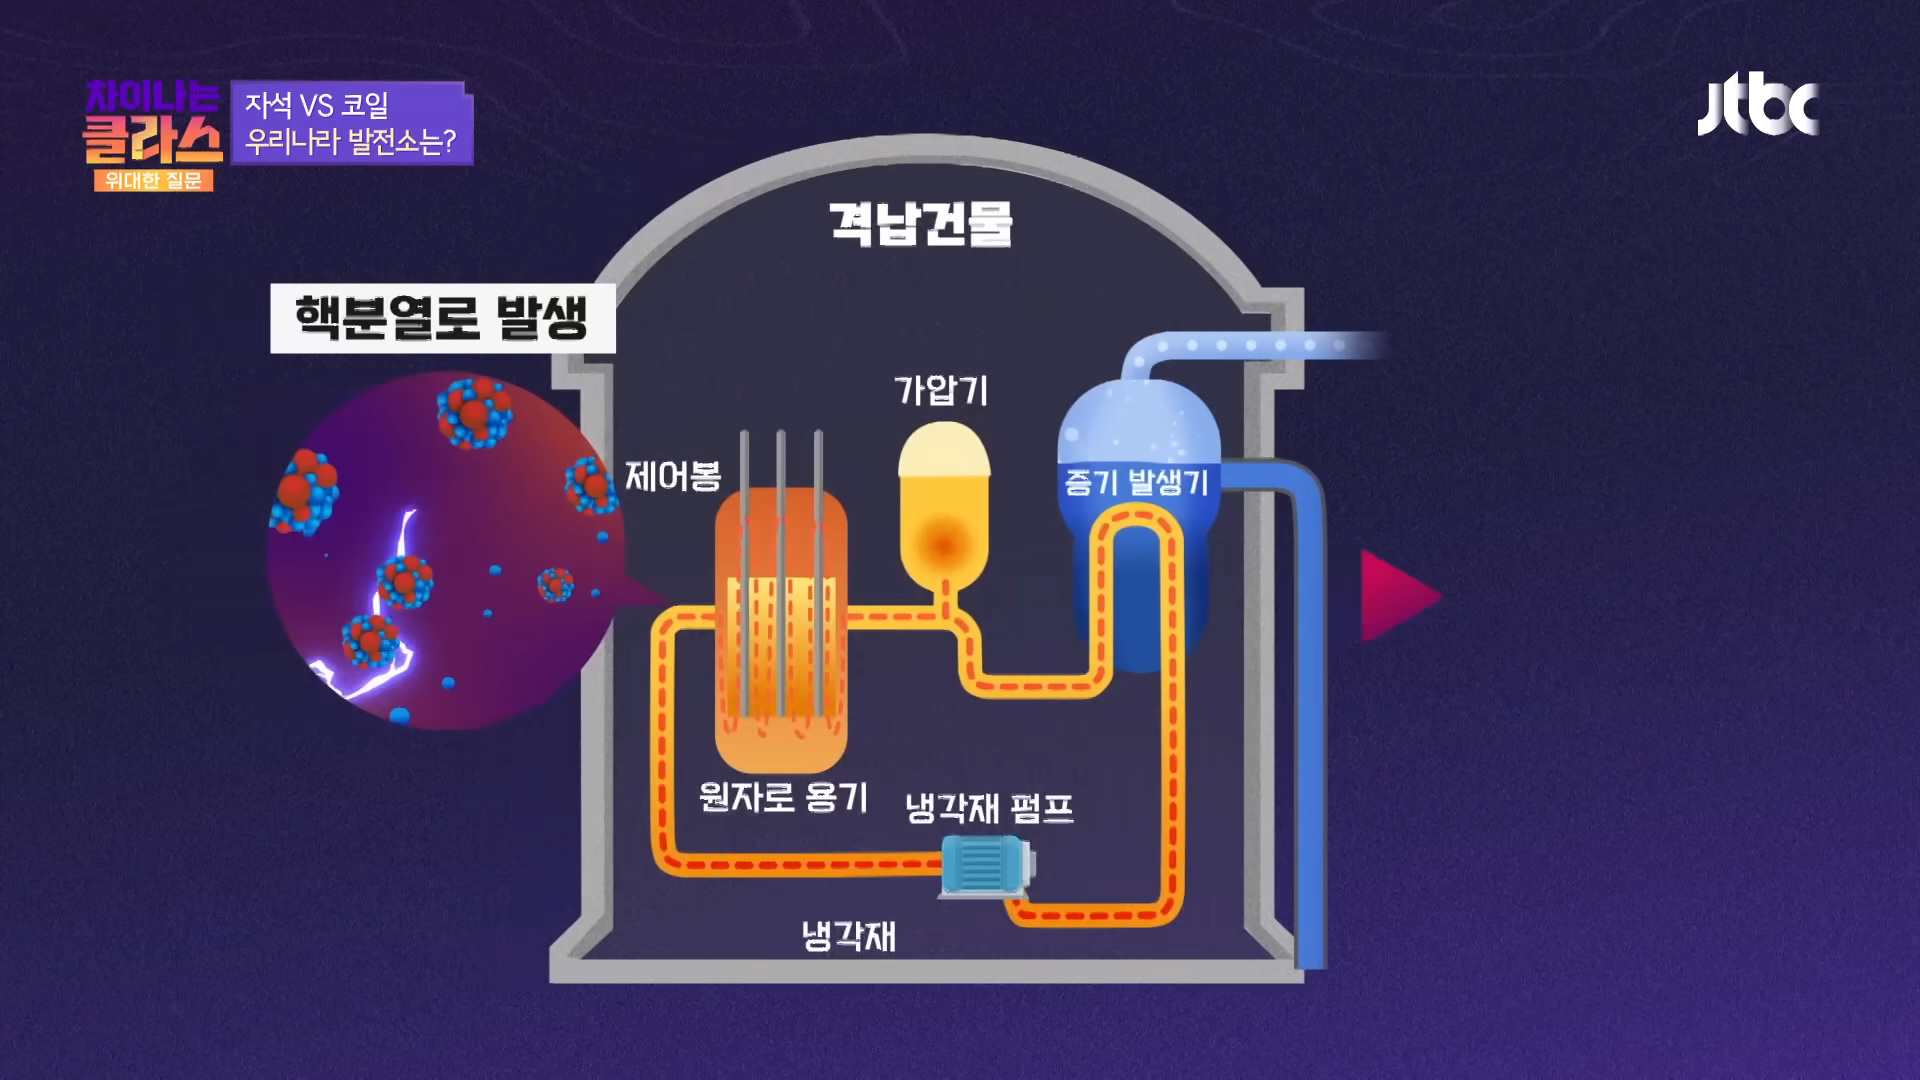 차이나는
클라스
위대한 질문
자석 VS 코일
우리나라 발전소는?
jtbc
격납건물
핵분열로 발생
가압기
제어봉
증기 발생기
원자로 용기
냉각재 펌프
냉각재